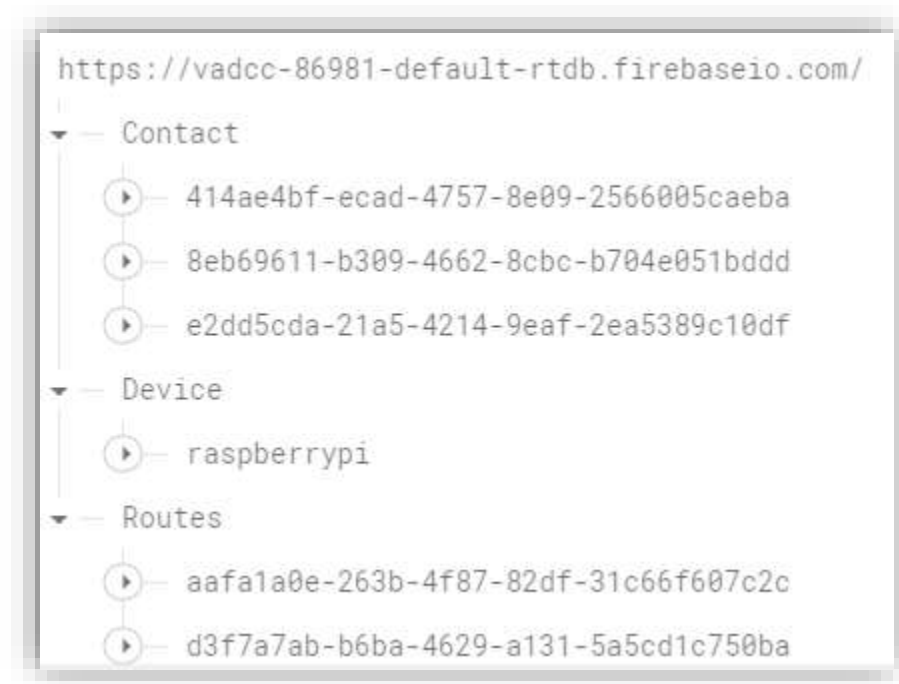 https://vadcc-86981-default-rtdb.firebaseio.com/
Contact
414ae4bf-ecad-4757-8e09-2566005caeba
8eb69611-b309-4662-8cbc-b704e051bddd
e2dd5cda-21a5-4214-9eaf-2ea5389c10df
Device
raspberrypi
Routes
aafa1a0e-263b-4f87-82df-31c66f607c2c
d3f7a7ab-b6ba-4629-a131-5a5cd1c750ba